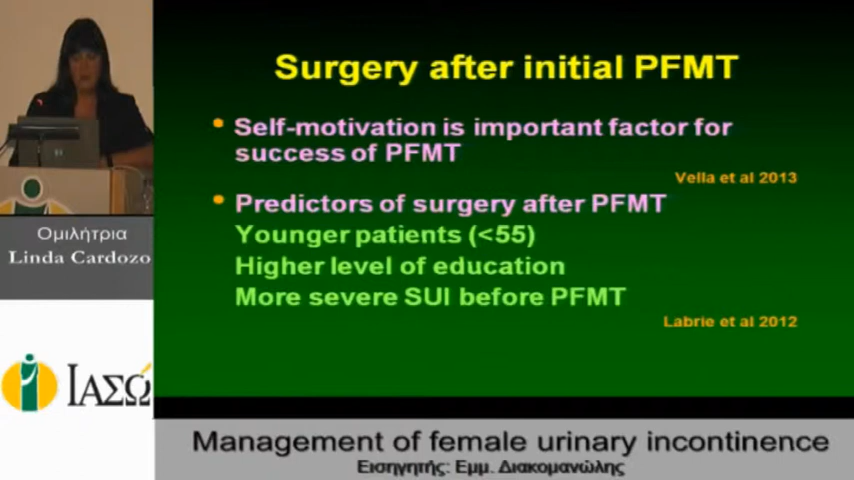 Surgery after initial PFMT
• Self-motivation is important factor for
success of PFMT
Vella et al 2013
• Predictors of surgery after PFMT
Younger patients (<55)
Higher level of education
More severe SUI before PFMT
Labrie et al 2012
Ομιλήτρια
Linda Cardozo
ΙΑΣΩ
Management of female urinary incontinence
Εισηγητής: Εμμ. Διακομανώλης